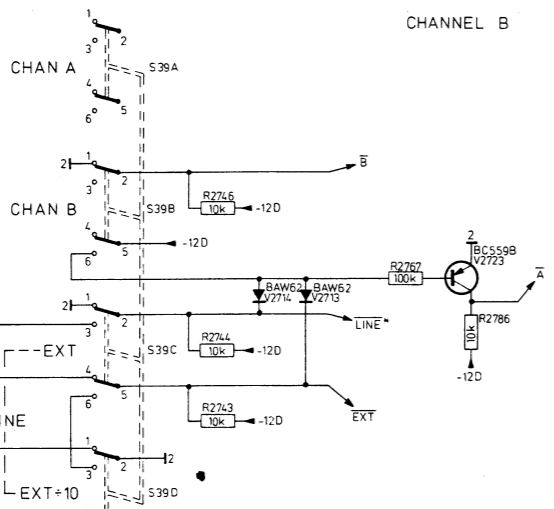 CHANNEL B
1
2
3
S39A
CHAN A
4
5
6
1
2
2
3
B
R2746
10k
-12D
CHAN B
S39B
4
5
-12D
6
2
BC559B
V2723
R2767
100k
A
BAW62
V2714
BAW62
V2713
1
2
2
3
LINE
R2786
10k
-12D
R2744
10k
-12D
EXT
S39C
4
5
6
EXT
R2743
10k
-12D
NE
1
2
2
3
EXT÷10
S39D